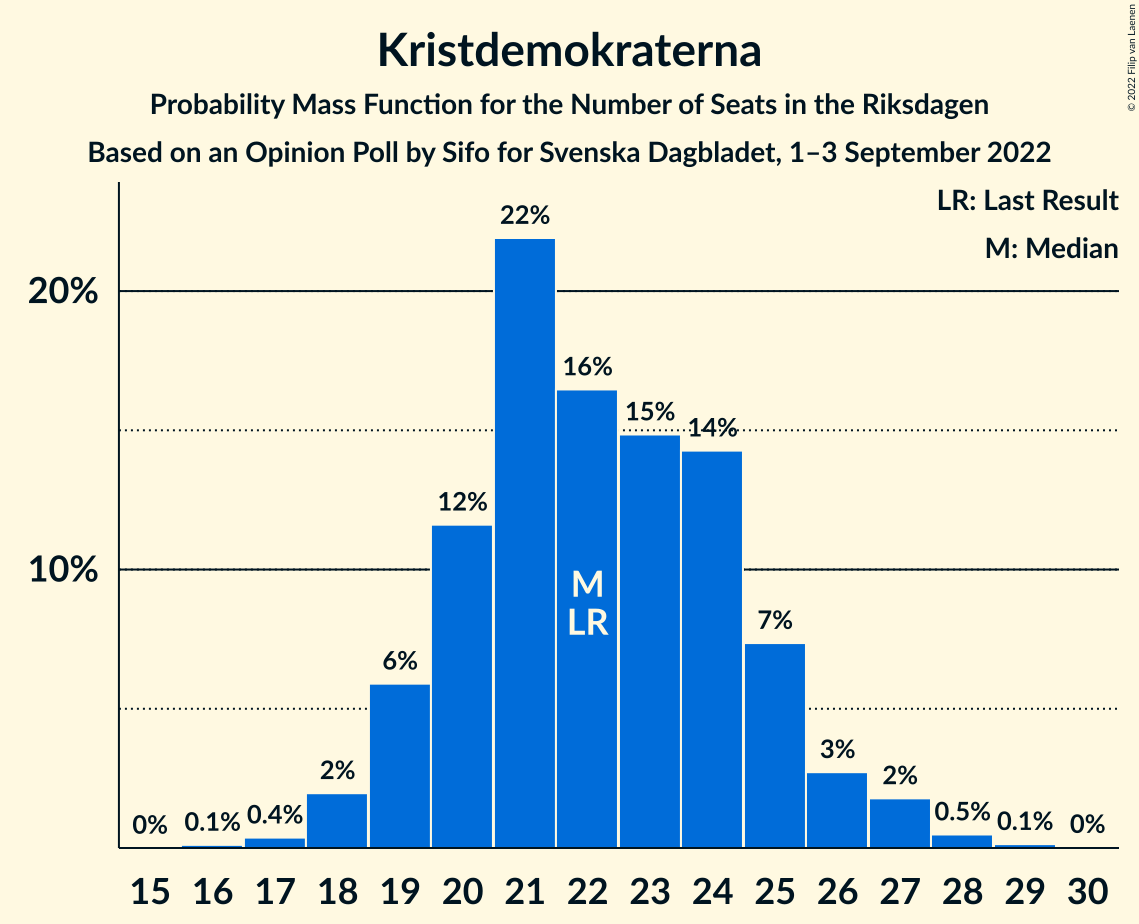 Kristdemokraterna
Probability Mass Function for the Number of Seats in the Riksdagen
Based on an Opinion Poll by Sifo for Svenska Dagbladet, 1–3 September 2022
© 2022 Filip van Laenen
LR: Last Result
M: Median
20%
10%
0% 0.1% 0.4% 2% 6% 12% 22% 16% 15% 14% 7% 3% 2% 0.5% 0.1% 0%
M
LR
15 16 17 18 19 20 21 22 23 24 25 26 27 28 29 30